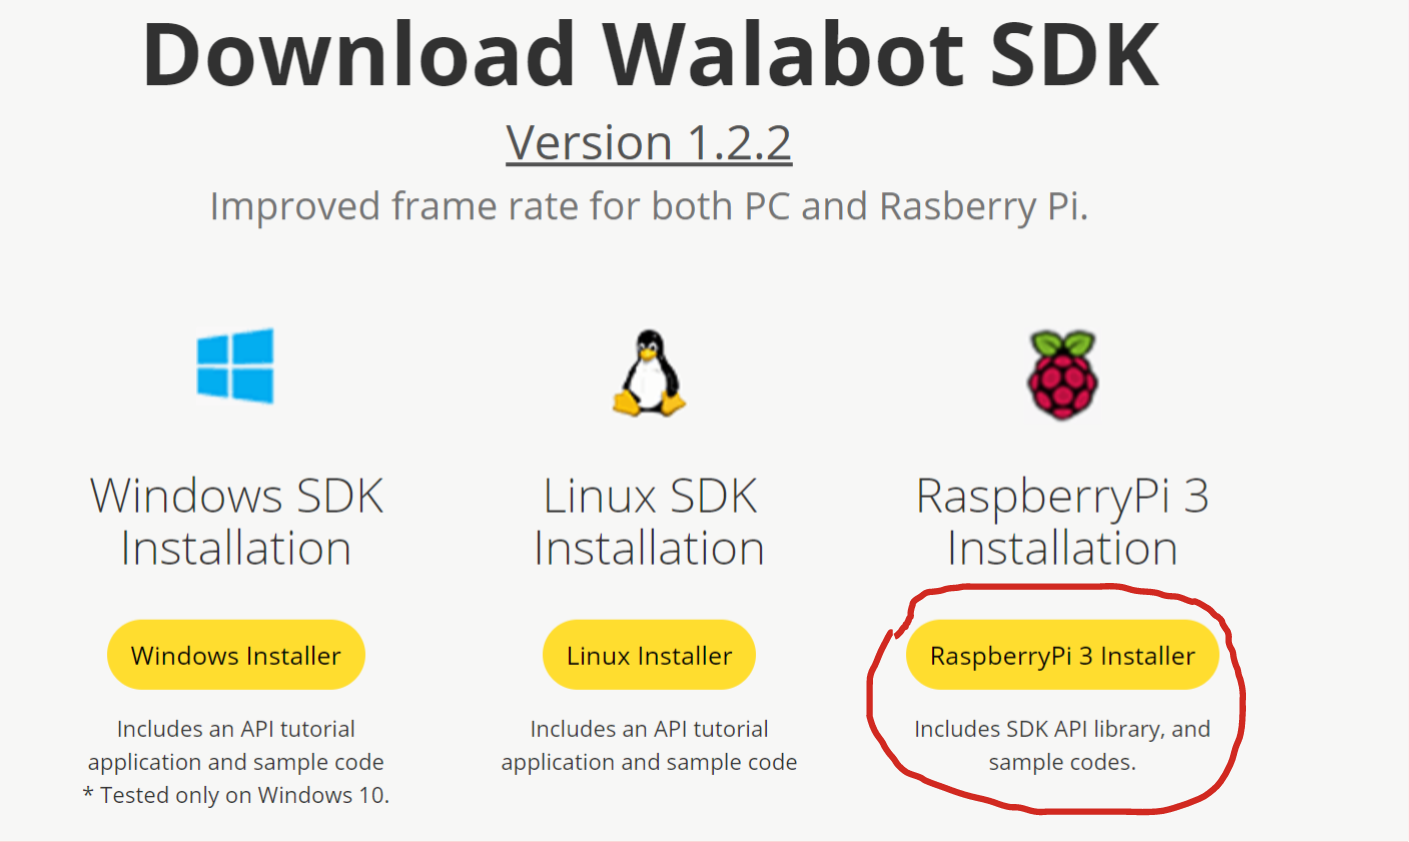 Download Walabot SDK
Version 1.2.2
Improved frame rate for both PC and Rasberry Pi.
Windows SDK
Installation
Windows Installer
Includes an API tutorial
application and sample code
* Tested only on Windows 10.
Linux SDK
Installation
Linux Installer
Includes an API tutorial
application and sample code
RaspberryPi 3
Installation
RaspberryPi 3 Installer
Includes SDK API library, and
sample codes.